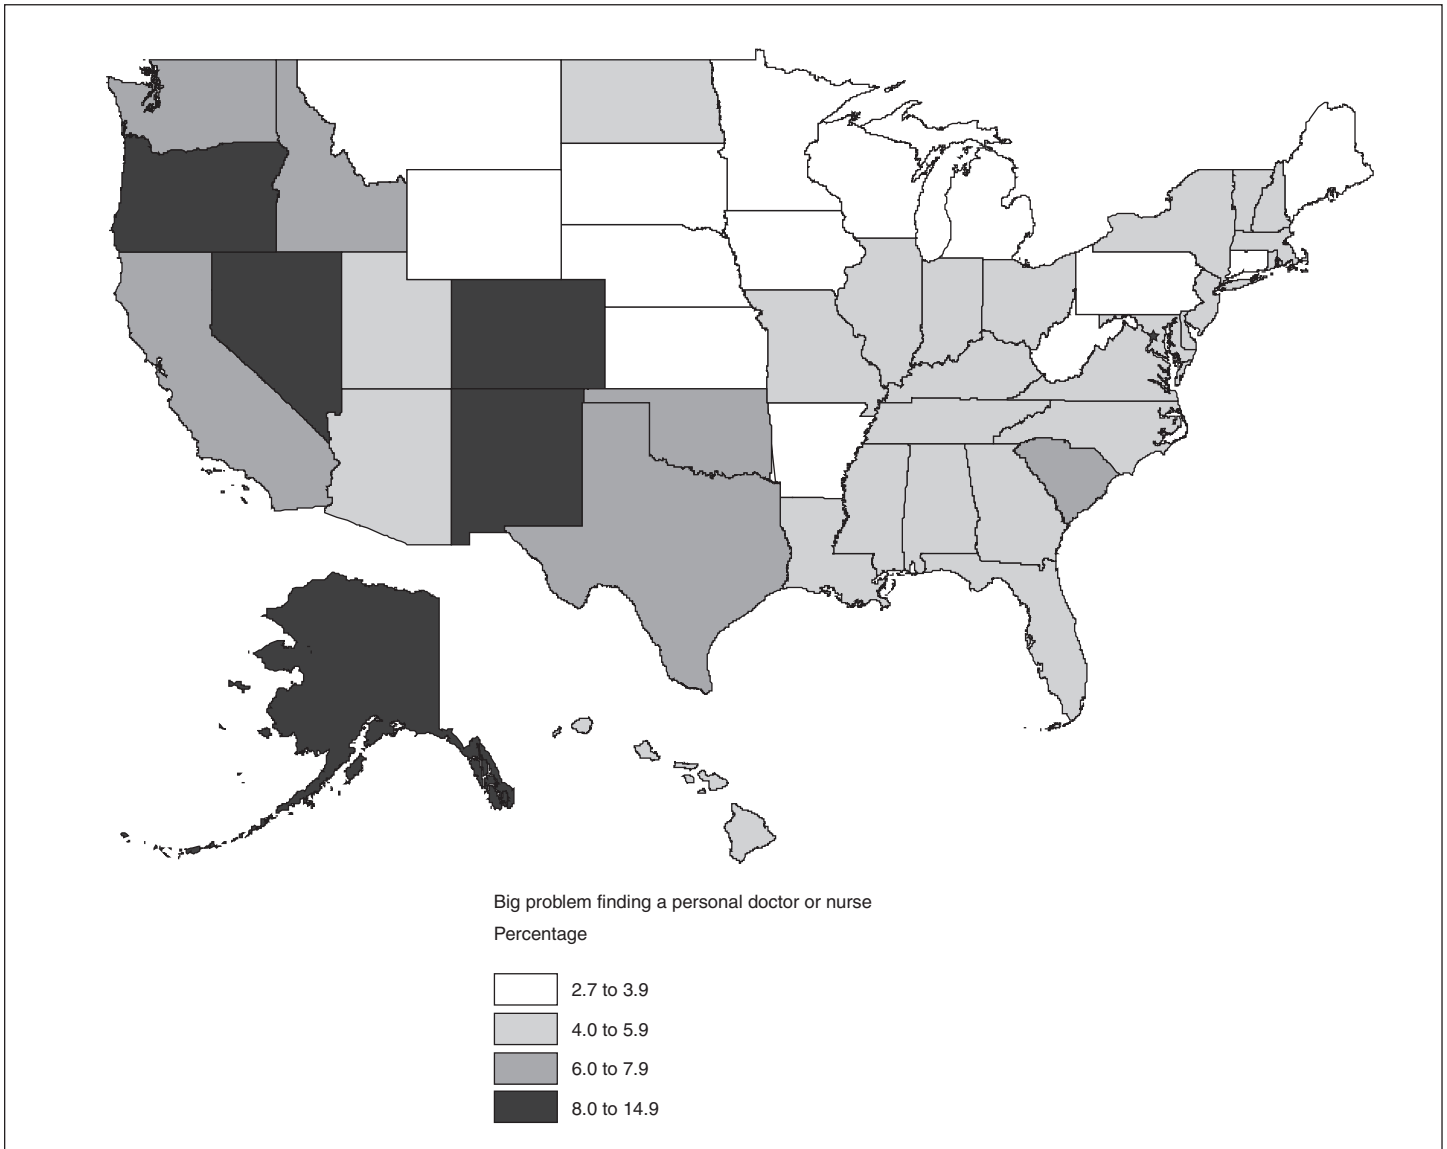 Big problem finding a personal doctor or nurse
Percentage
2.7 to 3.9
4.0 to 5.9
6.0 to 7.9
8.0 to 14.9